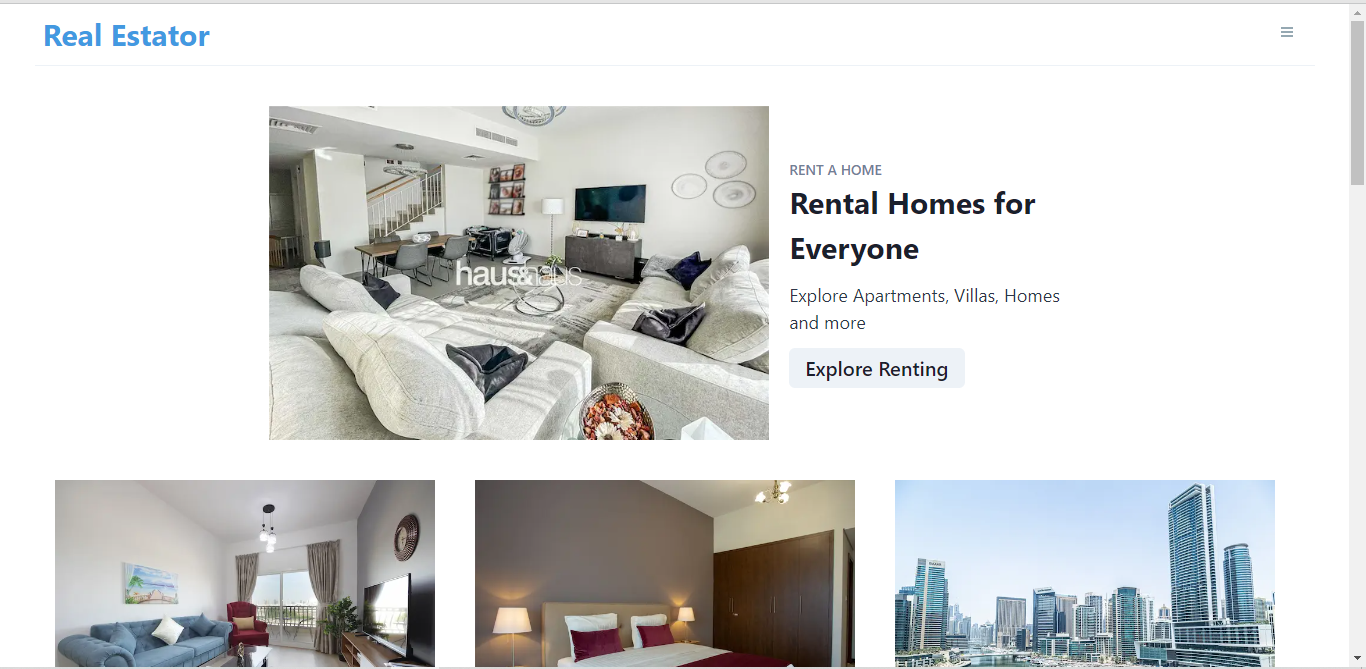 Real Estator
haus&haus
RENT A HOME
Rental Homes for
Everyone
Explore Apartments, Villas, Homes
and more
Explore Renting